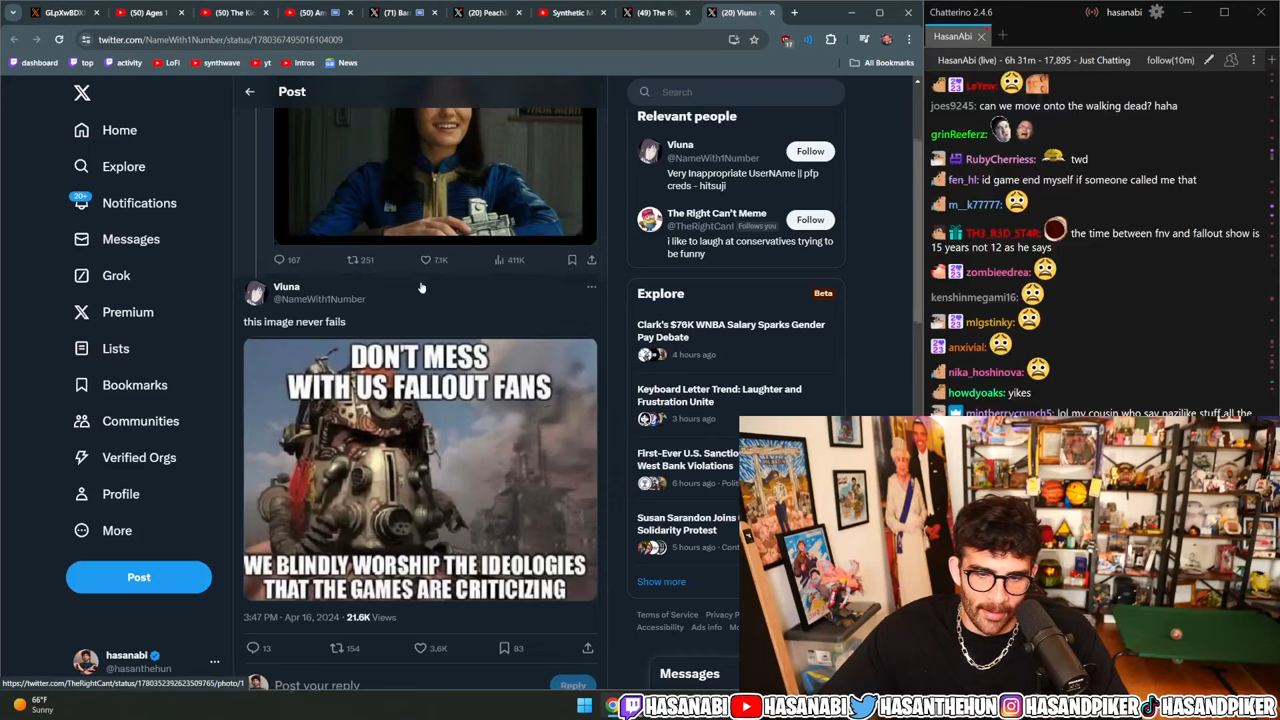 (20) GLpXwBDX
(50) Ages 1
(50) The Ki
(50) Am
(71) Bar
(20) Peach
Synthetic M
(49) The Ri
(20) Viuna
twitter.com/NameWith1Number/status/1780367495016104009
17
dashboard
top
activity
LoFi
synthwave
yt
intros
News
All Bookmarks
Home
Explore
20+
Notifications
Messages
Grok
Premium
Lists
Bookmarks
Communities
Verified Orgs
Profile
More
Post
hasanabi
@hasanthehun
Post
167
251
7.1K
411K
Viuna
@NameWith1Number
this image never fails
DON'T MESS
WITH US FALLOUT FANS
WE BLINDLY WORSHIP THE IDEOLOGIES
THAT THE GAMES ARE CRITICIZING
3:47 PM · Apr 16, 2024 · 21.6K Views
13
154
3.6K
83
Post your reply
Reply
https://twitter.com/TheRightCant/status/1780352392623509765/photo/1
Search
Relevant people
Viuna
@NameWith1Number
Follow
Very Inappropriate UserNAme || pfp
creds - hitsuji
The Right Can't Meme
@TheRightCant
Follows you
Follow
i like to laugh at conservatives trying to
be funny
Explore
Beta
Clark's $76K WNBA Salary Sparks Gender
Pay Debate
4 hours ago
Keyboard Letter Trend: Laughter and
Frustration Unite
3 hours ago
First-Ever U.S. Sanctio
West Bank Violations
6 hours ago · Polit
Susan Sarandon Joins
Solidarity Protest
5 hours ago · Cont
Show more
Terms of Service
Privacy P
Accessibility
Ads info
Mo
Messages
Chatterino 2.4.6
hasanabi
HasanAbi
HasanAbi (live) - 6h 31m - 17,895 - Just Chatting
follow(10m)
LeYew:
joes9245: can we move onto the walking dead? haha
grinReeferz:
RubyCherriess: twd
fen_hl: id game end myself if someone called me that
m__k77777:
TH3_R3D_ST4R: the time between fnv and fallout show is
15 years not 12 as he says
zombieedrea:
kenshinmegami16:
mlgstinky:
anxivial:
nika_hoshinova:
howdyoaks: yikes
mintberrycrunch5: lol my cousin who say nazilike stuff all the
66°F
Sunny
HASANABI
HASANABI
HASANTHEHUN
HASANDPIKER
HASANDPIKER